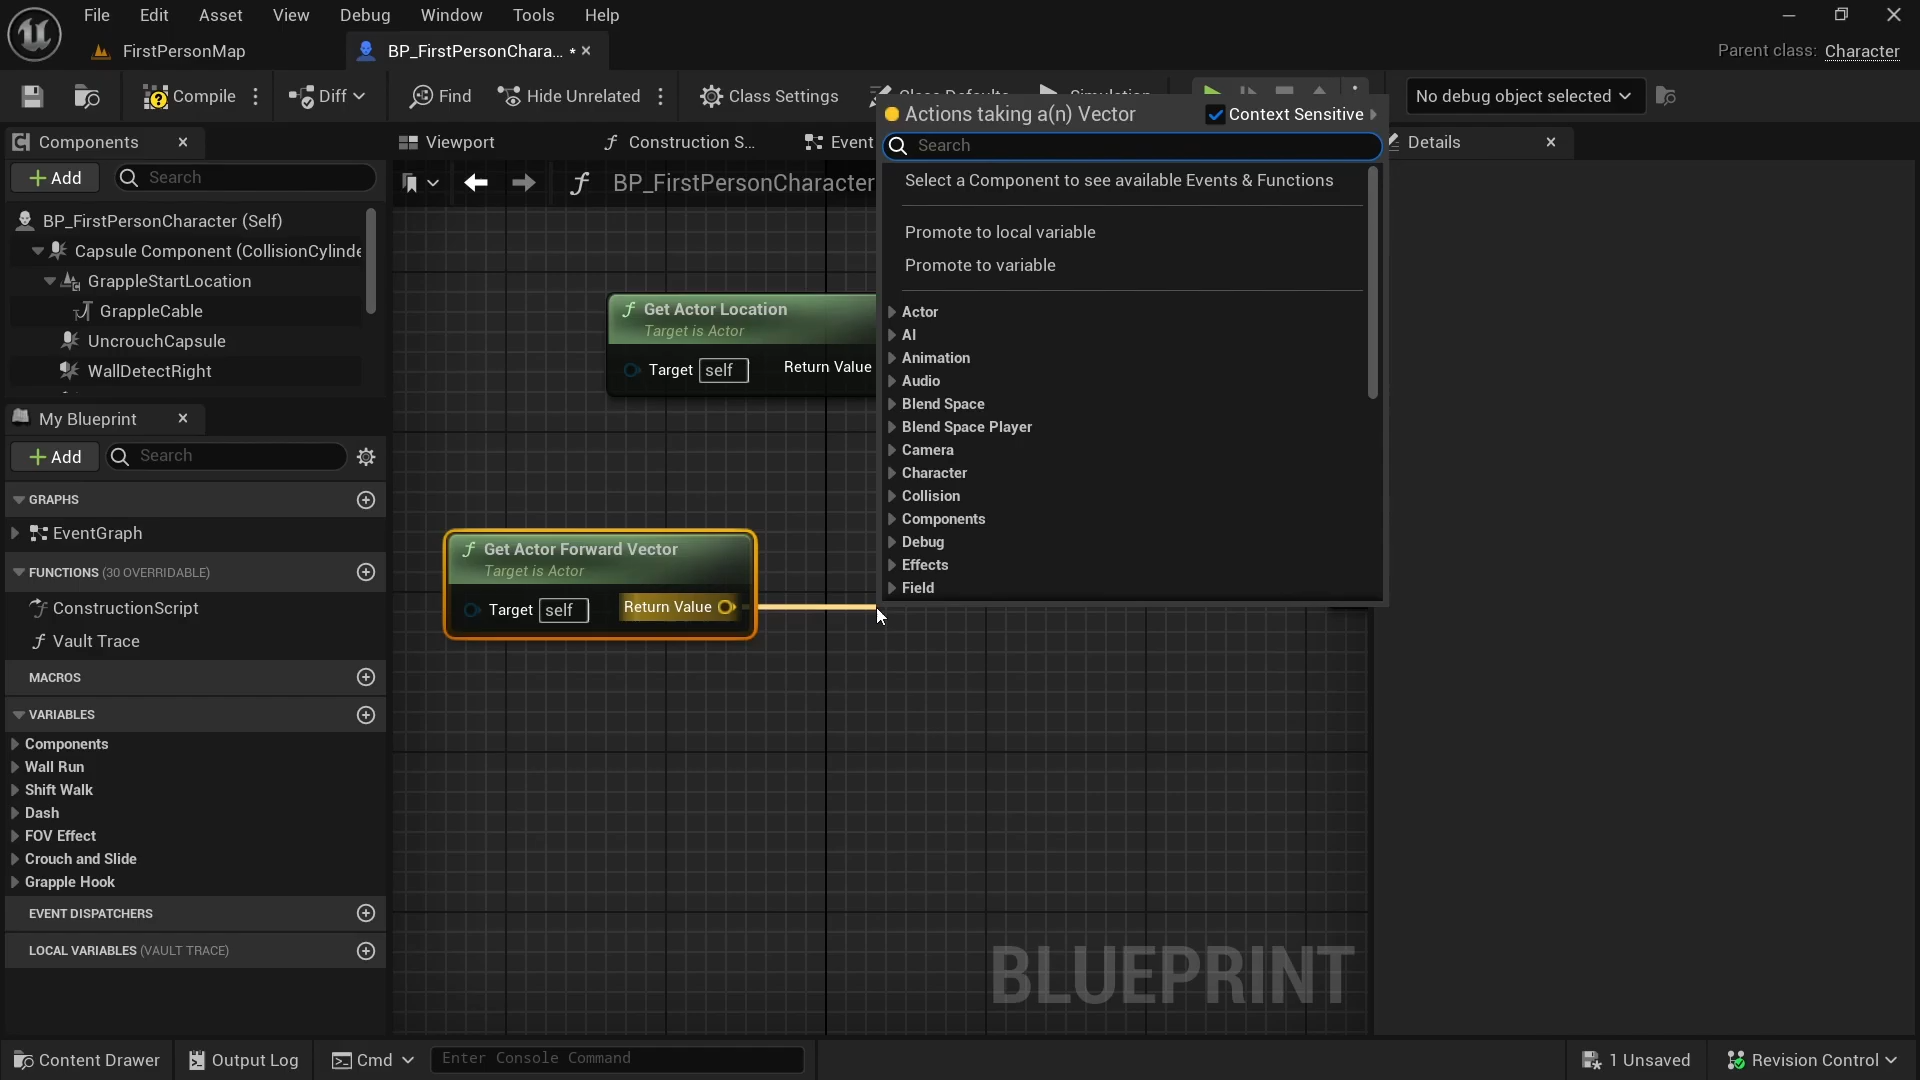 File Edit Asset View Debug Window Tools Help
FirstPersonMap
BP_FirstPersonChara... *
Parent class: Character
Compile
Diff
Find
Hide Unrelated
Class Settings
No debug object selected
Components
Add
Search
BP_FirstPersonCharacter (Self)
Capsule Component (CollisionCylinde
GrappleStartLocation
GrappleCable
UncrouchCapsule
WallDetectRight
My Blueprint
Add
Search
GRAPHS
EventGraph
FUNCTIONS (30 OVERRIDABLE)
ConstructionScript
Vault Trace
MACROS
VARIABLES
Components
Wall Run
Shift Walk
Dash
FOV Effect
Crouch and Slide
Grapple Hook
EVENT DISPATCHERS
LOCAL VARIABLES (VAULT TRACE)
Viewport
Construction S...
Event
BP_FirstPersonCharacter
Get Actor Location
Target is Actor
Target self Return Value
Get Actor Forward Vector
Target is Actor
Target self Return Value
Actions taking a(n) Vector
Context Sensitive
Search
Select a Component to see available Events & Functions
Promote to local variable
Promote to variable
Actor
AI
Animation
Audio
Blend Space
Blend Space Player
Camera
Character
Collision
Components
Debug
Effects
Field
Details
BLUEPRINT
Content Drawer
Output Log
Cmd
Enter Console Command
1 Unsaved
Revision Control